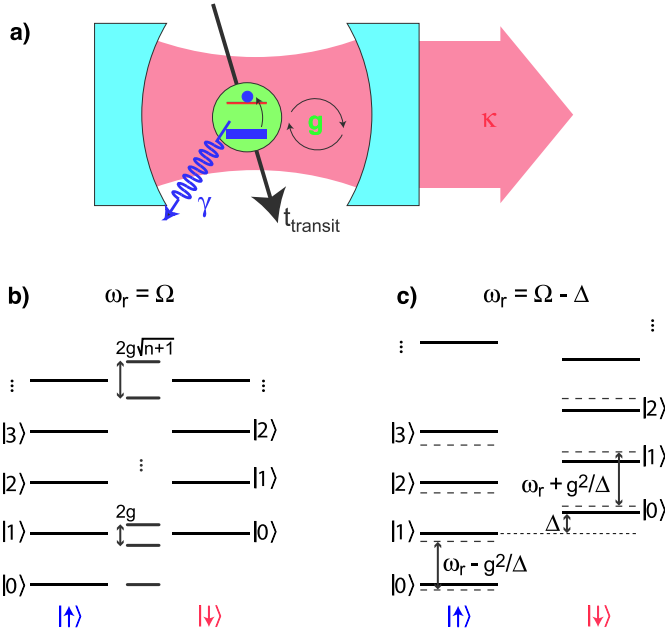 a)
g
κ
γ
t_transit
b)
ω_r = Ω
2g√n+1
⋮
⋮
|3⟩
|2⟩
⋮
|2⟩
|1⟩
2g
|1⟩
|0⟩
|0⟩
|↑⟩
|↓⟩
c)
ω_r = Ω - Δ
⋮
⋮
|3⟩
|2⟩
|2⟩
|1⟩
ω_r + g²/Δ
|1⟩
Δ
|0⟩
ω_r - g²/Δ
|0⟩
|↑⟩
|↓⟩